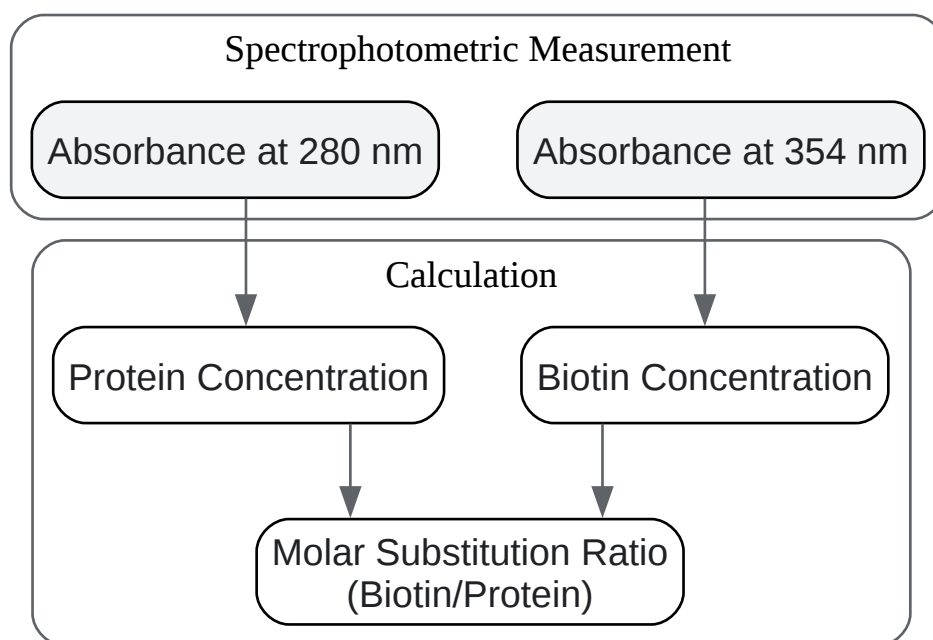 Spectrophotometric Measurement
Absorbance at 280 nm
Absorbance at 354 nm
Calculation
Protein Concentration
Biotin Concentration
Molar Substitution Ratio
(Biotin/Protein)